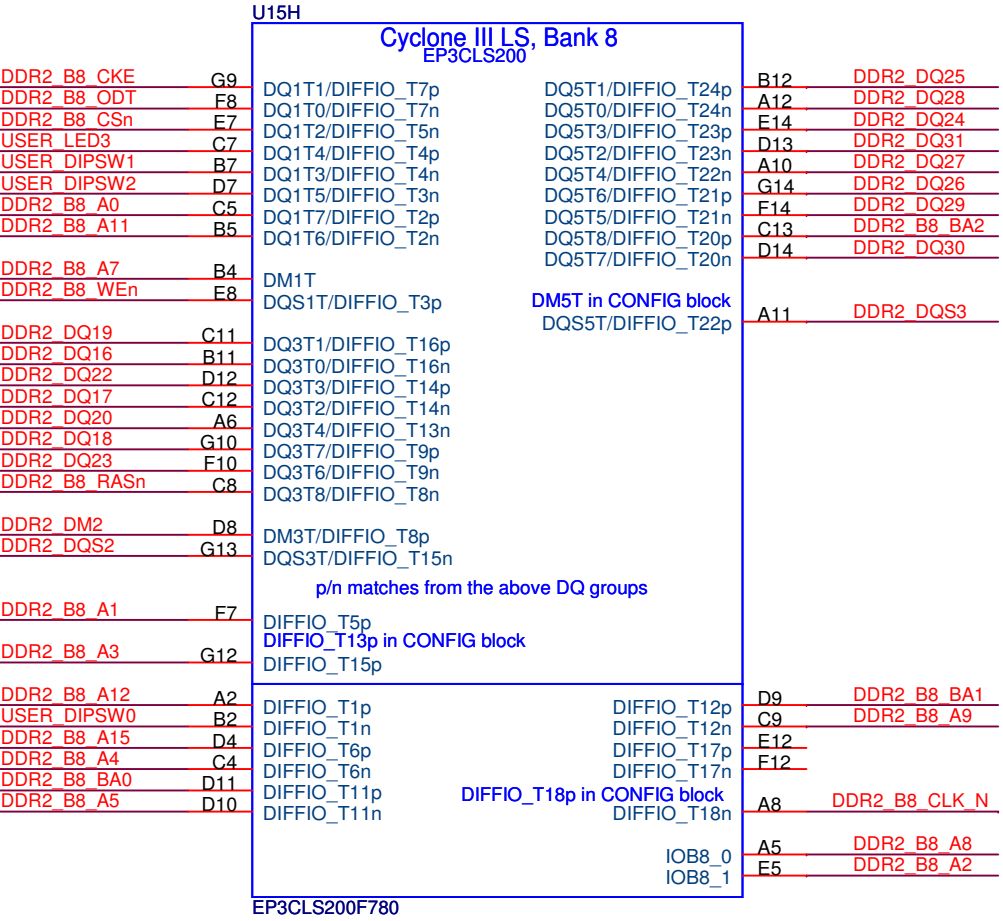 U15H
Cyclone III LS, Bank 8
EP3CLS200
DDR2_B8_CKE G9 DQ1T1/DIFFIO_T7p DQ5T1/DIFFIO_T24p B12 DDR2_DQ25
DDR2_B8_ODT F8 DQ1T0/DIFFIO_T7n DQ5T0/DIFFIO_T24n A12 DDR2_DQ28
DDR2_B8_CSn E7 DQ1T2/DIFFIO_T5n DQ5T3/DIFFIO_T23p E14 DDR2_DQ24
USER_LED3 C7 DQ1T4/DIFFIO_T4p DQ5T2/DIFFIO_T23n D13 DDR2_DQ31
USER_DIPSW1 B7 DQ1T3/DIFFIO_T4n DQ5T4/DIFFIO_T22n A10 DDR2_DQ27
USER_DIPSW2 D7 DQ1T5/DIFFIO_T3n DQ5T6/DIFFIO_T21p G14 DDR2_DQ26
DDR2_B8_A0 C5 DQ1T7/DIFFIO_T2p DQ5T5/DIFFIO_T21n F14 DDR2_DQ29
DDR2_B8_A11 B5 DQ1T6/DIFFIO_T2n DQ5T8/DIFFIO_T20p C13 DDR2_B8_BA2
DQ5T7/DIFFIO_T20n D14 DDR2_DQ30
DDR2_B8_A7 B4 DM1T
DDR2_B8_WEn E8 DQS1T/DIFFIO_T3p DM5T in CONFIG block
DQS5T/DIFFIO_T22p A11 DDR2_DQS3
DDR2_DQ19 C11 DQ3T1/DIFFIO_T16p
DDR2_DQ16 B11 DQ3T0/DIFFIO_T16n
DDR2_DQ22 D12 DQ3T3/DIFFIO_T14p
DDR2_DQ17 C12 DQ3T2/DIFFIO_T14n
DDR2_DQ20 A6 DQ3T4/DIFFIO_T13n
DDR2_DQ18 G10 DQ3T7/DIFFIO_T9p
DDR2_DQ23 F10 DQ3T6/DIFFIO_T9n
DDR2_B8_RASn C8 DQ3T8/DIFFIO_T8n
DDR2_DM2 D8 DM3T/DIFFIO_T8p
DDR2_DQS2 G13 DQS3T/DIFFIO_T15n
p/n matches from the above DQ groups
DDR2_B8_A1 F7 DIFFIO_T5p
DIFFIO_T13p in CONFIG block
DDR2_B8_A3 G12 DIFFIO_T15p
DDR2_B8_A12 A2 DIFFIO_T1p DIFFIO_T12p D9 DDR2_B8_BA1
USER_DIPSW0 B2 DIFFIO_T1n DIFFIO_T12n C9 DDR2_B8_A9
DDR2_B8_A15 D4 DIFFIO_T6p DIFFIO_T17p E12
DDR2_B8_A4 C4 DIFFIO_T6n DIFFIO_T17n F12
DDR2_B8_BA0 D11 DIFFIO_T11p DIFFIO_T18p in CONFIG block
DDR2_B8_A5 D10 DIFFIO_T11n DIFFIO_T18n A8 DDR2_B8_CLK_N
IOB8_0 A5 DDR2_B8_A8
IOB8_1 E5 DDR2_B8_A2
EP3CLS200F780